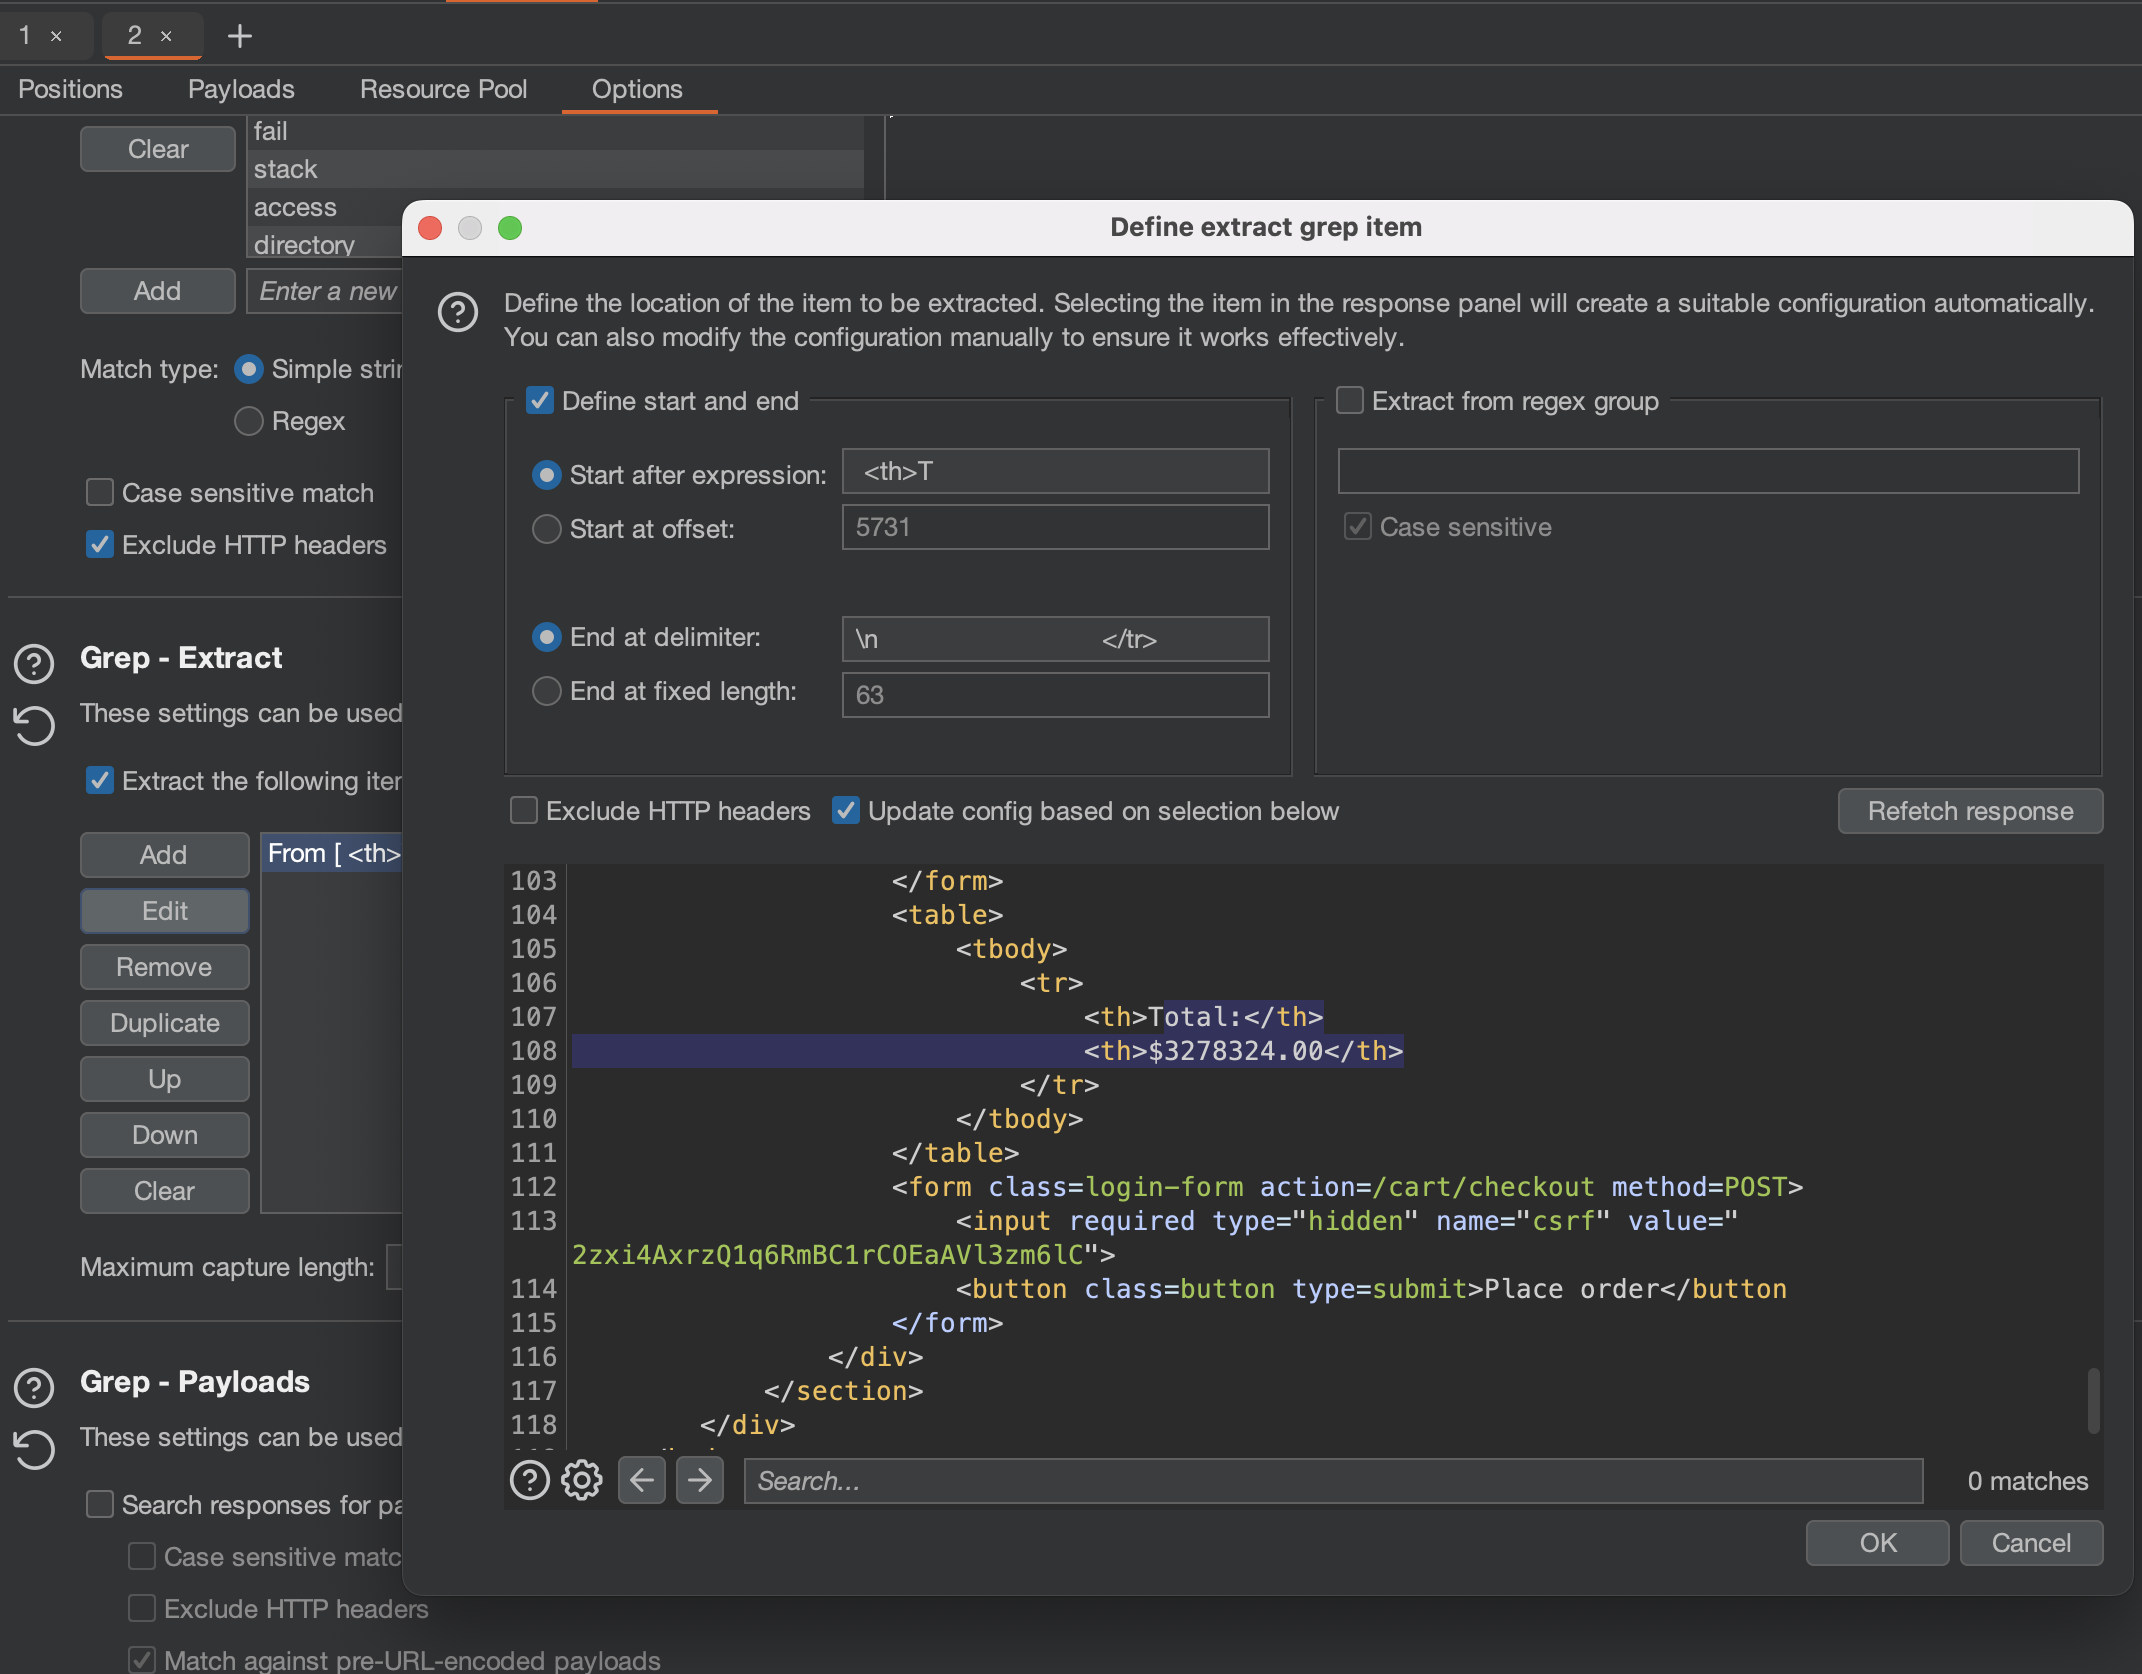 1 ×
2 ×
+
Positions
Payloads
Resource Pool
Options
Clear
fail
stack
access
directory
Add
Enter a new
Match type:
Simple strin
Regex
Case sensitive match
Exclude HTTP headers
Grep - Extract
These settings can be used
Extract the following iter
Add
From [ <th>
Edit
Remove
Duplicate
Up
Down
Clear
Maximum capture length:
Grep - Payloads
These settings can be used
Search responses for pa
Case sensitive matc
Exclude HTTP headers
Match against pre-URL-encoded payloads
Define extract grep item
Define the location of the item to be extracted. Selecting the item in the response panel will create a suitable configuration automatically.
You can also modify the configuration manually to ensure it works effectively.
Define start and end
Start after expression:
<th>T
Start at offset:
5731
End at delimiter:
\n </tr>
End at fixed length:
63
Extract from regex group
Case sensitive
Exclude HTTP headers
Update config based on selection below
Refetch response
103 </form>
104 <table>
105 <tbody>
106 <tr>
107 <th>Total:</th>
108 <th>$3278324.00</th>
109 </tr>
110 </tbody>
111 </table>
112 <form class=login-form action=/cart/checkout method=POST>
113 <input required type="hidden" name="csrf" value="
2zxi4AxrzQ1q6RmBC1rCOEaAVl3zm6lC">
114 <button class=button type=submit>Place order</button
115 </form>
116 </div>
117 </section>
118 </div>
Search...
0 matches
OK
Cancel